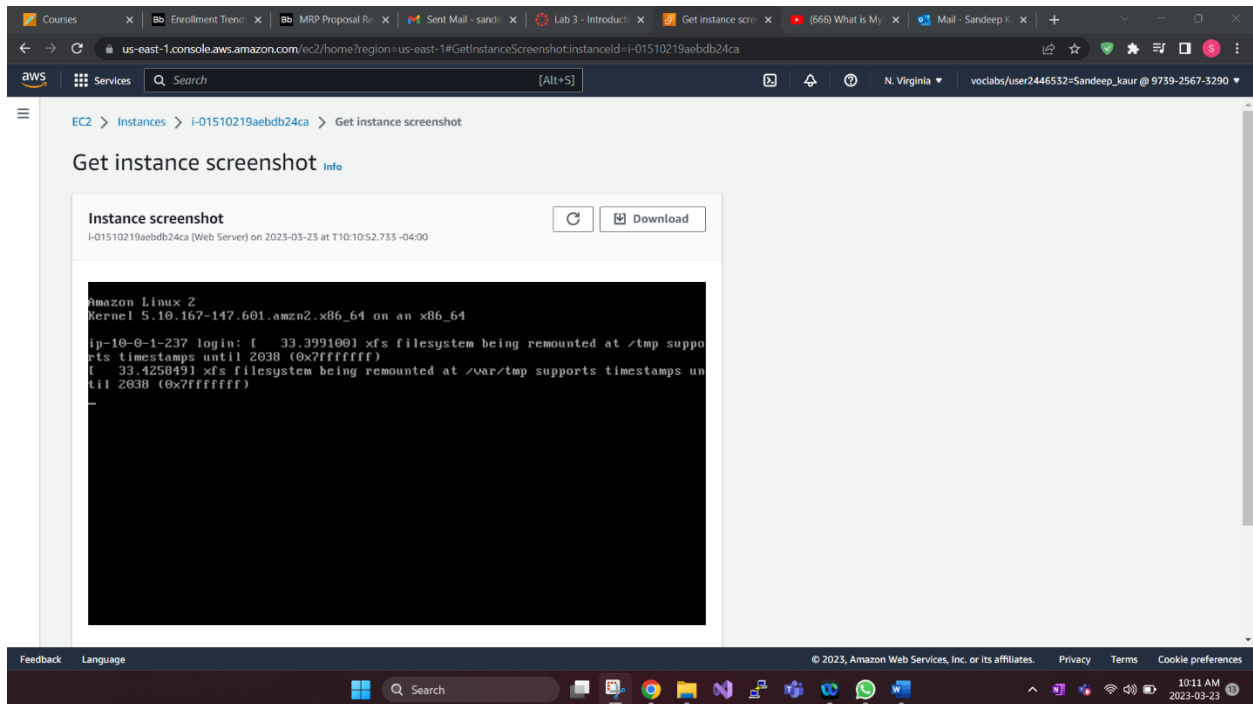 Courses
Bb Enrollment Trend
Bb MRP Proposal Re
Sent Mail - sande
Lab 3 - Introducti
Get instance scree
(666) What is My
Mail - Sandeep K
us-east-1.console.aws.amazon.com/ec2/home?region=us-east-1#GetInstanceScreenshot:instanceId=i-01510219aebdb24ca
S
aws
Services
Search
[Alt+S]
N. Virginia ▼
voclabs/user2446532=Sandeep_kaur @ 9739-2567-3290 ▼
EC2 > Instances > i-01510219aebdb24ca > Get instance screenshot
Get instance screenshot Info
Instance screenshot
Download
i-01510219aebdb24ca (Web Server) on 2023-03-23 at T10:10:52.733 -04:00
Amazon Linux 2
Kernel 5.10.167-147.601.amzn2.x86_64 on an x86_64
ip-10-0-1-237 login: [   33.399100] xfs filesystem being remounted at /tmp suppo
rts timestamps until 2038 (0x7fffffff)
[   33.425849] xfs filesystem being remounted at /var/tmp supports timestamps un
til 2038 (0x7fffffff)
Feedback
Language
© 2023, Amazon Web Services, Inc. or its affiliates.
Privacy
Terms
Cookie preferences
Search
10:11 AM
2023-03-23
13